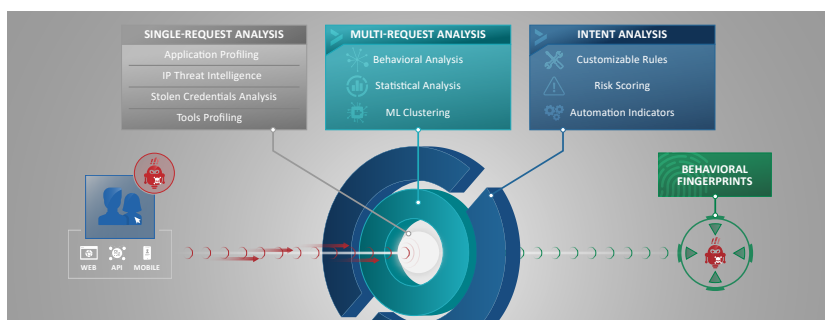 SINGLE-REQUEST ANALYSIS
Application Profiling
IP Threat Intelligence
Stolen Credentials Analysis
Tools Profiling
MULTI-REQUEST ANALYSIS
Behavioral Analysis
Statistical Analysis
ML Clustering
INTENT ANALYSIS
Customizable Rules
Risk Scoring
Automation Indicators
BEHAVIORAL
FINGERPRINTS
WEB API MOBILE